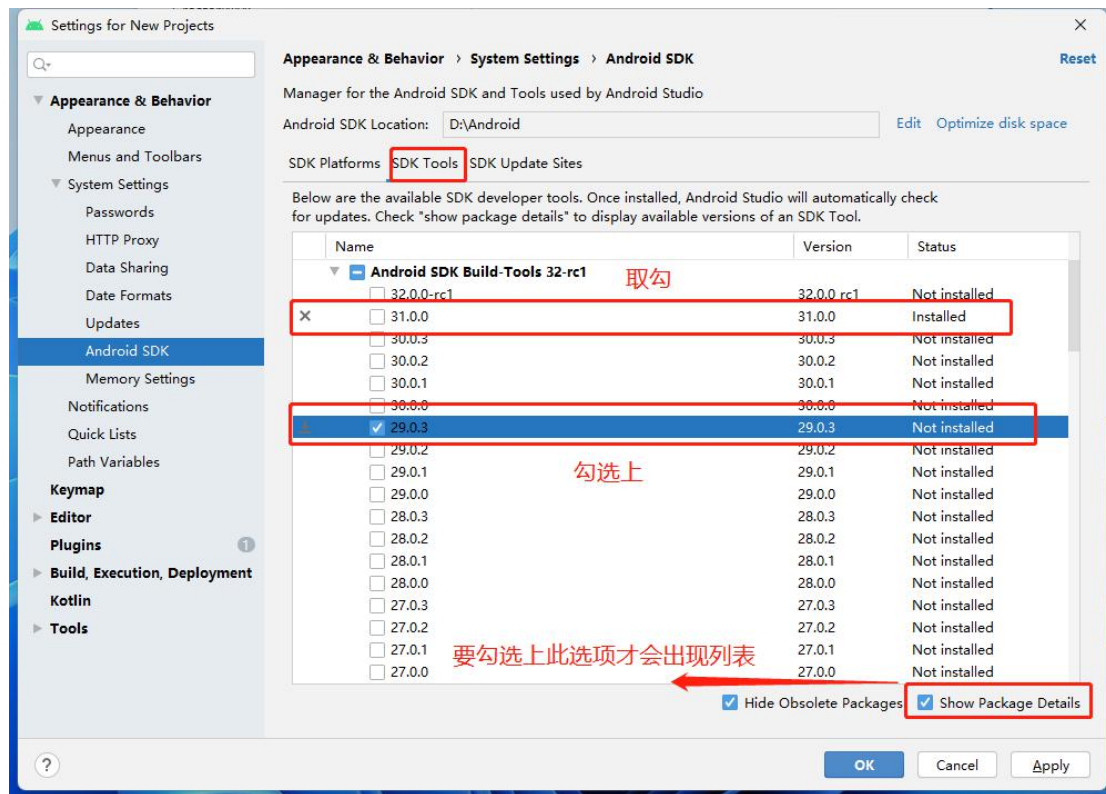 Settings for New Projects
Appearance & Behavior › System Settings › Android SDK
Reset
Manager for the Android SDK and Tools used by Android Studio
Android SDK Location: D:\Android Edit Optimize disk space
SDK Platforms SDK Tools SDK Update Sites
Below are the available SDK developer tools. Once installed, Android Studio will automatically check
for updates. Check "show package details" to display available versions of an SDK Tool.
Appearance & Behavior
Appearance
Menus and Toolbars
System Settings
Passwords
HTTP Proxy
Data Sharing
Date Formats
Updates
Android SDK
Memory Settings
Notifications
Quick Lists
Path Variables
Keymap
Editor
Plugins 1
Build, Execution, Deployment
Kotlin
Tools
Name Version Status
Android SDK Build-Tools 32-rc1
取勾
32.0.0-rc1 32.0.0 rc1 Not installed
31.0.0 31.0.0 Installed
30.0.3 30.0.3 Not installed
30.0.2 30.0.2 Not installed
30.0.1 30.0.1 Not installed
30.0.0 30.0.0 Not installed
29.0.3 29.0.3 Not installed
29.0.2 29.0.2 Not installed
勾选上
29.0.1 29.0.1 Not installed
29.0.0 29.0.0 Not installed
28.0.3 28.0.3 Not installed
28.0.2 28.0.2 Not installed
28.0.1 28.0.1 Not installed
28.0.0 28.0.0 Not installed
27.0.3 27.0.3 Not installed
27.0.2 27.0.2 Not installed
27.0.1 27.0.1 Not installed
要勾选上此选项才会出现列表
27.0.0 27.0.0 Not installed
Hide Obsolete Packages Show Package Details
? OK Cancel Apply